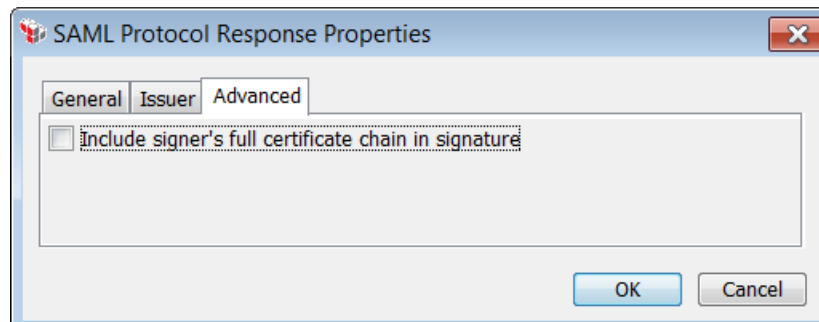 SAML Protocol Response Properties
General Issuer Advanced
Include signer's full certificate chain in signature
OK Cancel